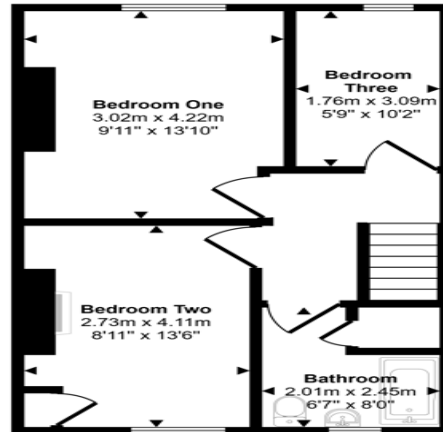 Bedroom One
3.02m x 4.22m
9'11" x 13'10"
Bedroom
Three
1.76m x 3.09m
5'9" x 10'2"
Bedroom Two
2.73m x 4.11m
8'11" x 13'6"
Bathroom
2.01m x 2.45m
6'7" x 8'0"